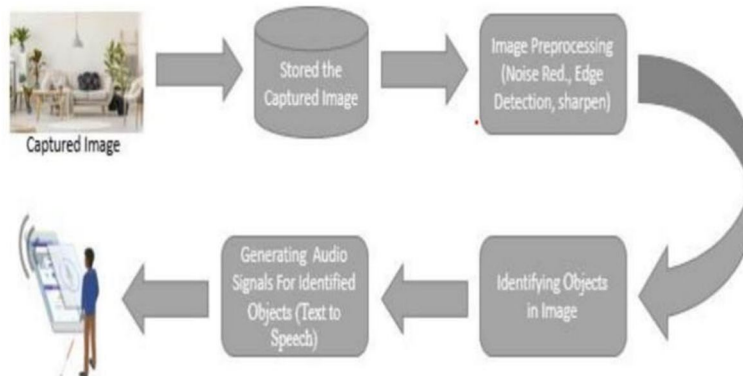 Captured Image
Stored the
Captured Image
Image Preprocessing
(Noise Red., Edge
Detection, sharpen)
Identifying Objects
in Image
Generating Audio
Signals For Identified
Objects (Text to
Speech)